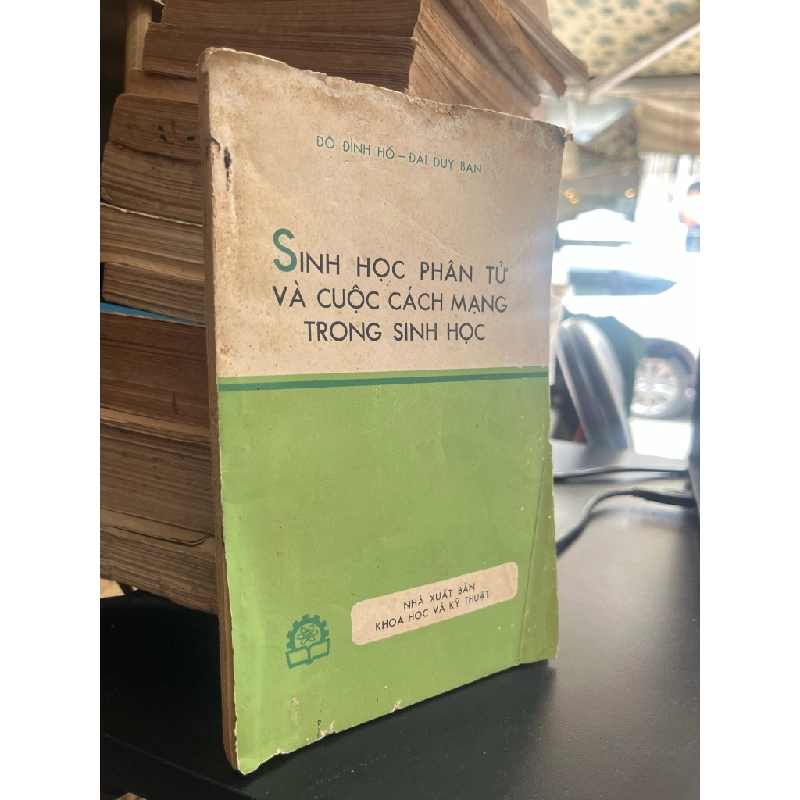 ĐỖ ĐÌNH HỒ – ĐÁI DUY BAN
SINH HỌC PHÂN TỬ
VÀ CUỘC CÁCH MẠNG
TRONG SINH HỌC
NHÀ XUẤT BẢN
KHOA HỌC VÀ KỸ THUẬT